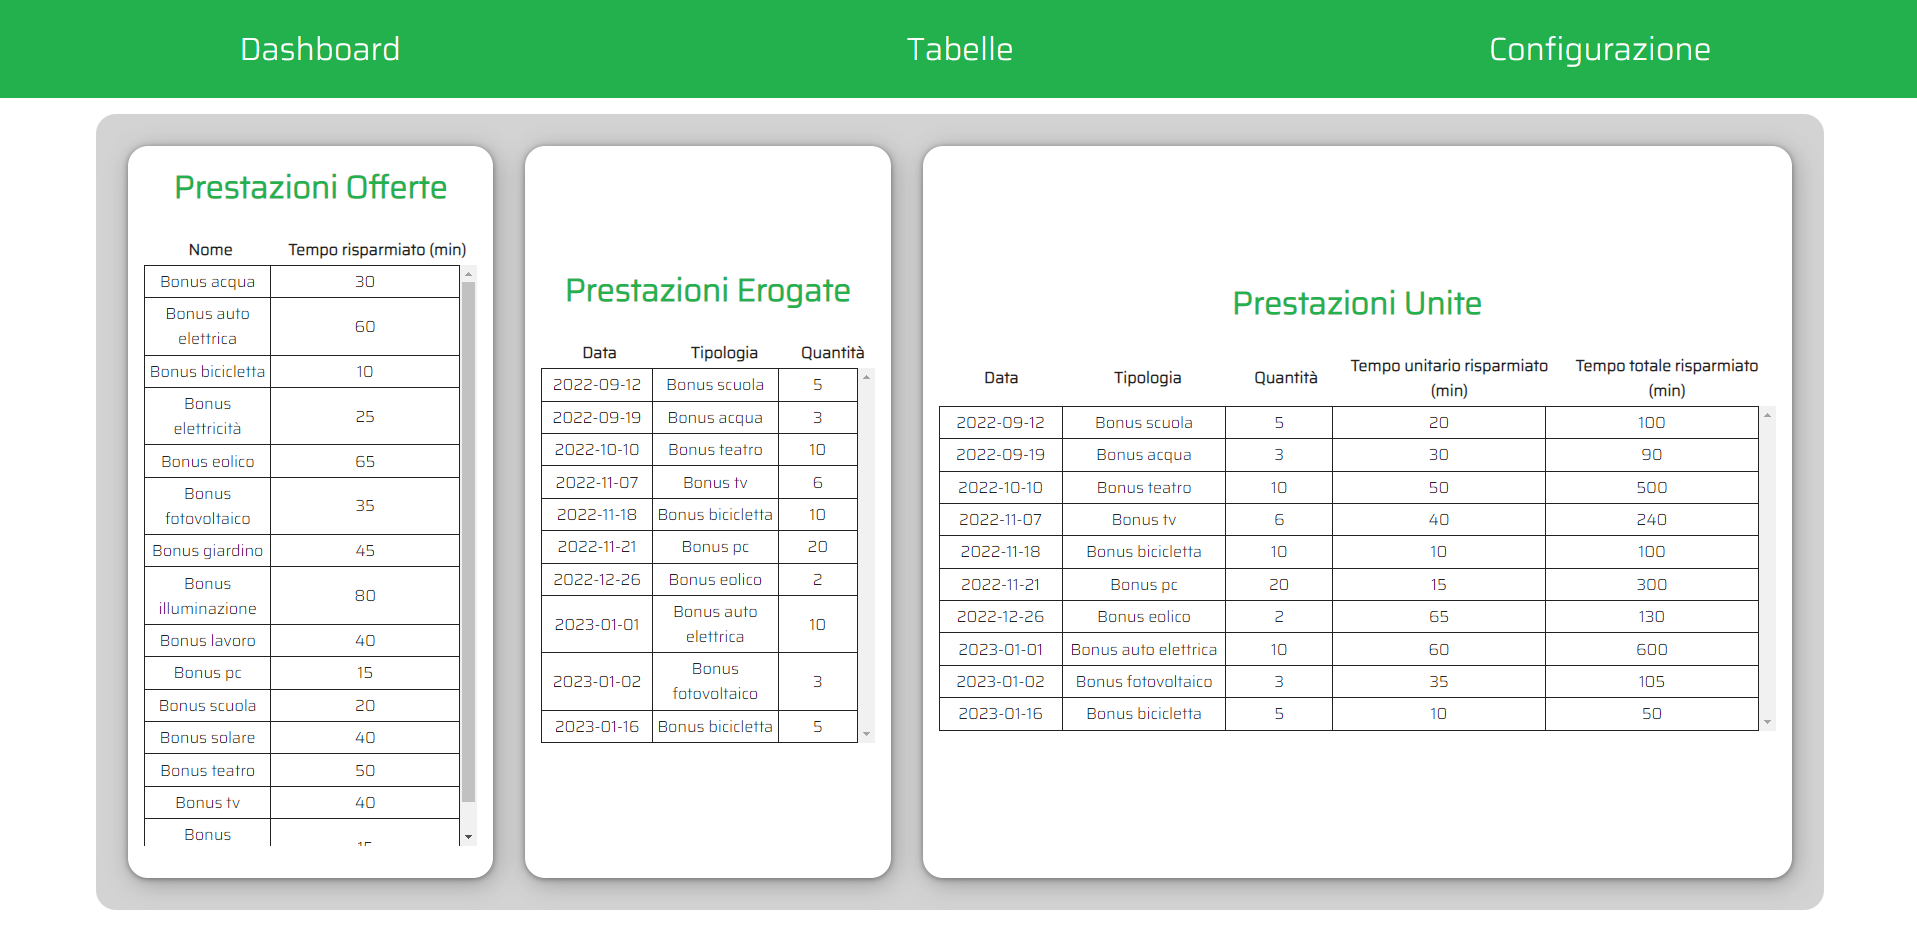 Dashboard Tabelle Configurazione
Prestazioni Offerte
Nome Tempo risparmiato (min)
Bonus acqua 30
Bonus auto
elettrica 60
Bonus bicicletta 10
Bonus
elettricità 25
Bonus eolico 65
Bonus
fotovoltaico 35
Bonus giardino 45
Bonus
illuminazione 80
Bonus lavoro 40
Bonus pc 15
Bonus scuola 20
Bonus solare 40
Bonus teatro 50
Bonus tv 40
Bonus
Prestazioni Erogate
Data Tipologia Quantità
2022-09-12 Bonus scuola 5
2022-09-19 Bonus acqua 3
2022-10-10 Bonus teatro 10
2022-11-07 Bonus tv 6
2022-11-18 Bonus bicicletta 10
2022-11-21 Bonus pc 20
2022-12-26 Bonus eolico 2
2023-01-01 Bonus auto
elettrica 10
2023-01-02 Bonus
fotovoltaico 3
2023-01-16 Bonus bicicletta 5
Prestazioni Unite
Data Tipologia Quantità Tempo unitario risparmiato
(min) Tempo totale risparmiato
(min)
2022-09-12 Bonus scuola 5 20 100
2022-09-19 Bonus acqua 3 30 90
2022-10-10 Bonus teatro 10 50 500
2022-11-07 Bonus tv 6 40 240
2022-11-18 Bonus bicicletta 10 10 100
2022-11-21 Bonus pc 20 15 300
2022-12-26 Bonus eolico 2 65 130
2023-01-01 Bonus auto elettrica 10 60 600
2023-01-02 Bonus fotovoltaico 3 35 105
2023-01-16 Bonus bicicletta 5 10 50